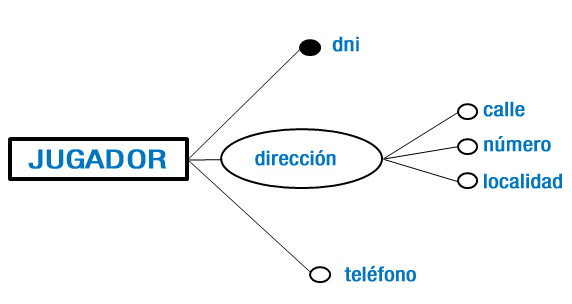 dni
JUGADOR
dirección
calle
número
localidad
teléfono